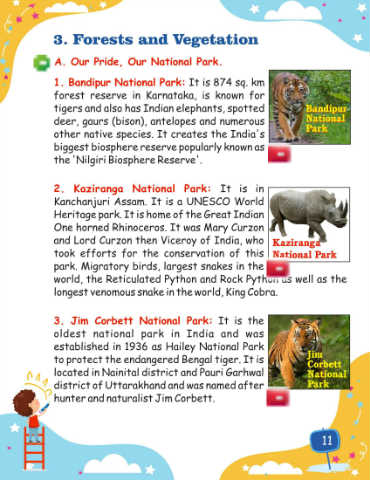 3. Forests and Vegetation
A. Our Pride, Our National Park.
1. Bandipur National Park: It is 874 sq. km
forest reserve in Karnataka, is known for
tigers and also has Indian elephants, spotted
deer, gaurs (bison), antelopes and numerous
other native species. It creates the India's
biggest biosphere reserve popularly known as
the 'Nilgiri Biosphere Reserve'.
Bandipur
National
Park
2. Kaziranga National Park: It is in
Kanchanjuri Assam. It is a UNESCO World
Heritage park. It is home of the Great Indian
One horned Rhinoceros. It was Mary Curzon
and Lord Curzon then Viceroy of India, who
took efforts for the conservation of this
park. Migratory birds, largest snakes in the
world, the Reticulated Python and Rock Python as well as the
longest venomous snake in the world, King Cobra.
Kaziranga
National Park
3. Jim Corbett National Park: It is the
oldest national park in India and was
established in 1936 as Hailey National Park
to protect the endangered Bengal tiger. It is
located in Nainital district and Pauri Garhwal
district of Uttarakhand and was named after
hunter and naturalist Jim Corbett.
Jim
Corbett
National
Park
11